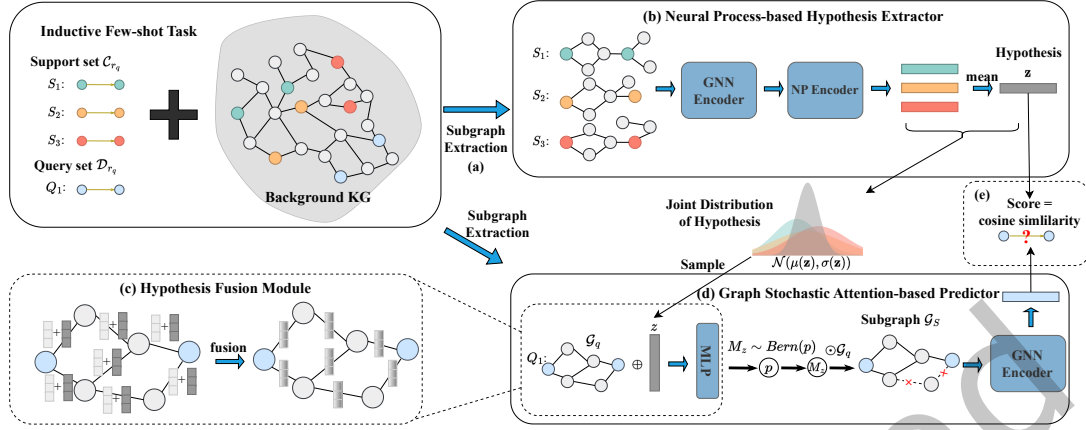 Inductive Few-shot Task
Support set 𝒞_{r_q}
S_1:
S_2:
S_3:
Query set 𝒟_{r_q}
Q_1:
Background KG
Subgraph
Extraction
(a)
Subgraph
Extraction
(b) Neural Process-based Hypothesis Extractor
S_1:
S_2:
S_3:
GNN
Encoder
NP Encoder
mean
Hypothesis
z
Joint Distribution
of Hypothesis
𝒩(μ(z), σ(z))
Sample
(e)
Score =
cosine simlilarity
?
(c) Hypothesis Fusion Module
+
+
+
+
+
+
fusion
(d) Graph Stochastic Attention-based Predictor
Q_1:
𝒢_q
⊕
z
MLP
M_z ∼ Bern(p)
⊙𝒢_q
p
M_z
Subgraph 𝒢_S
GNN
Encoder